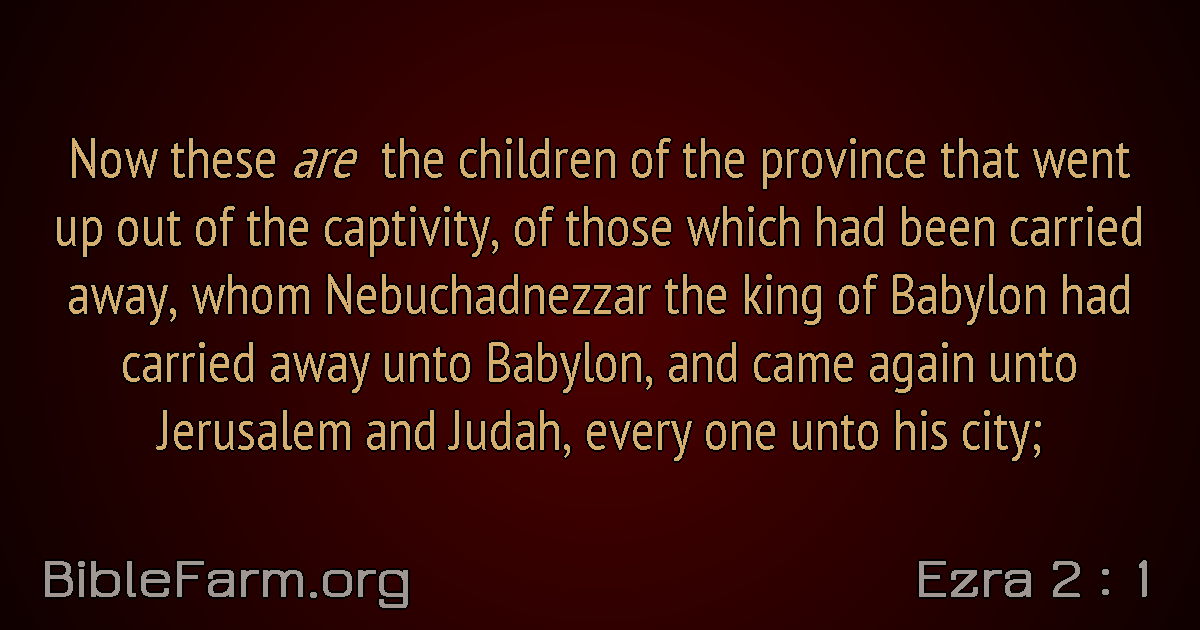 Now these are the children of the province that went
up out of the captivity, of those which had been carried
away, whom Nebuchadnezzar the king of Babylon had
carried away unto Babylon, and came again unto
Jerusalem and Judah, every one unto his city;
BibleFarm.org
Ezra 2 : 1